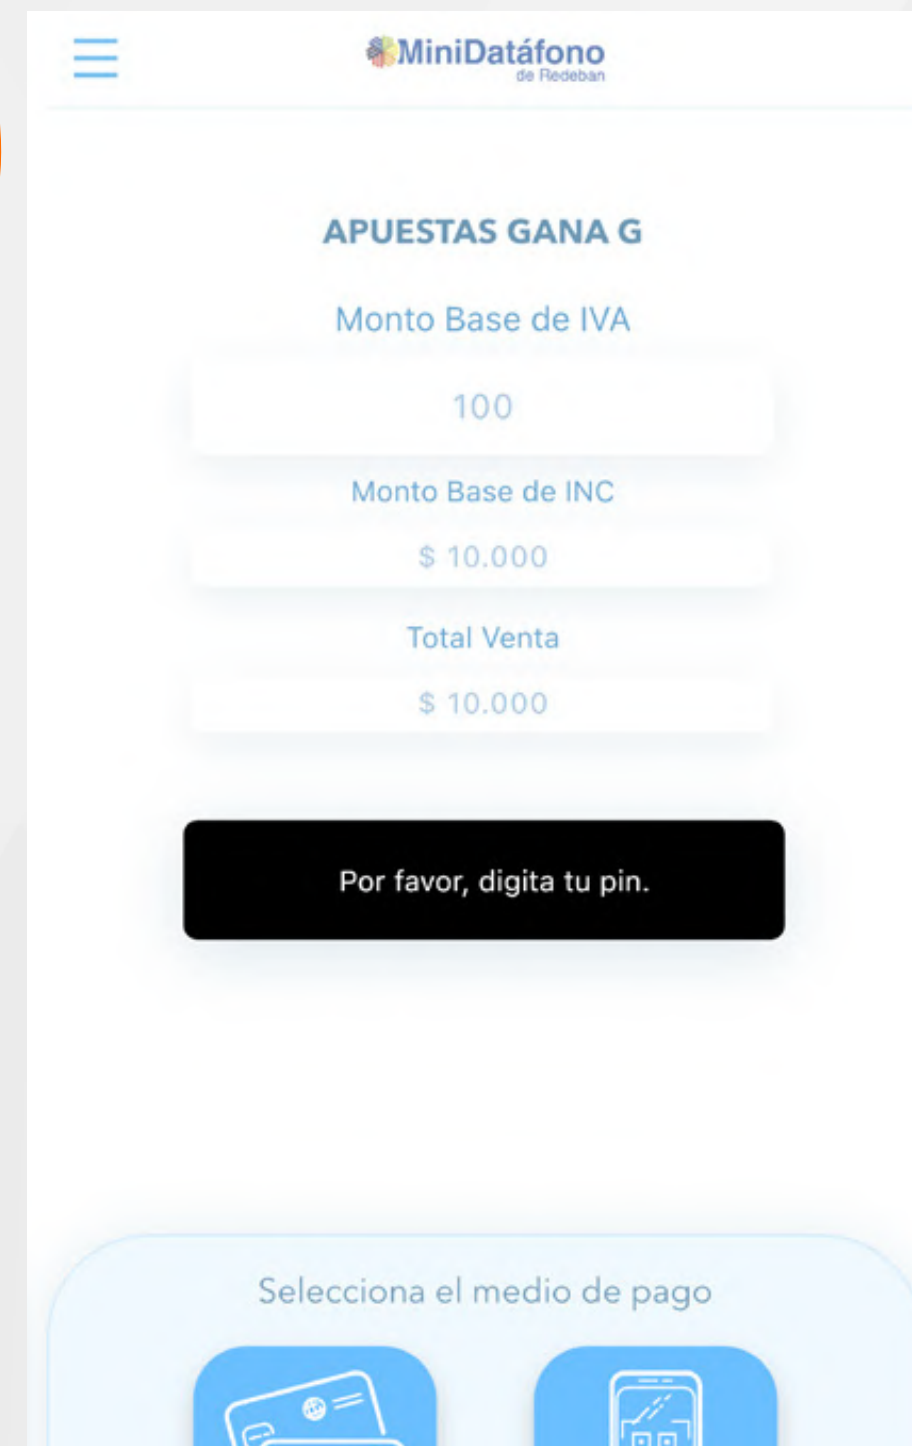 MiniDatáfono
de Redeban
APUESTAS GANA G
Monto Base de IVA
100
Monto Base de INC
$ 10.000
Total Venta
$ 10.000
Por favor, digita tu pin.
Selecciona el medio de pago